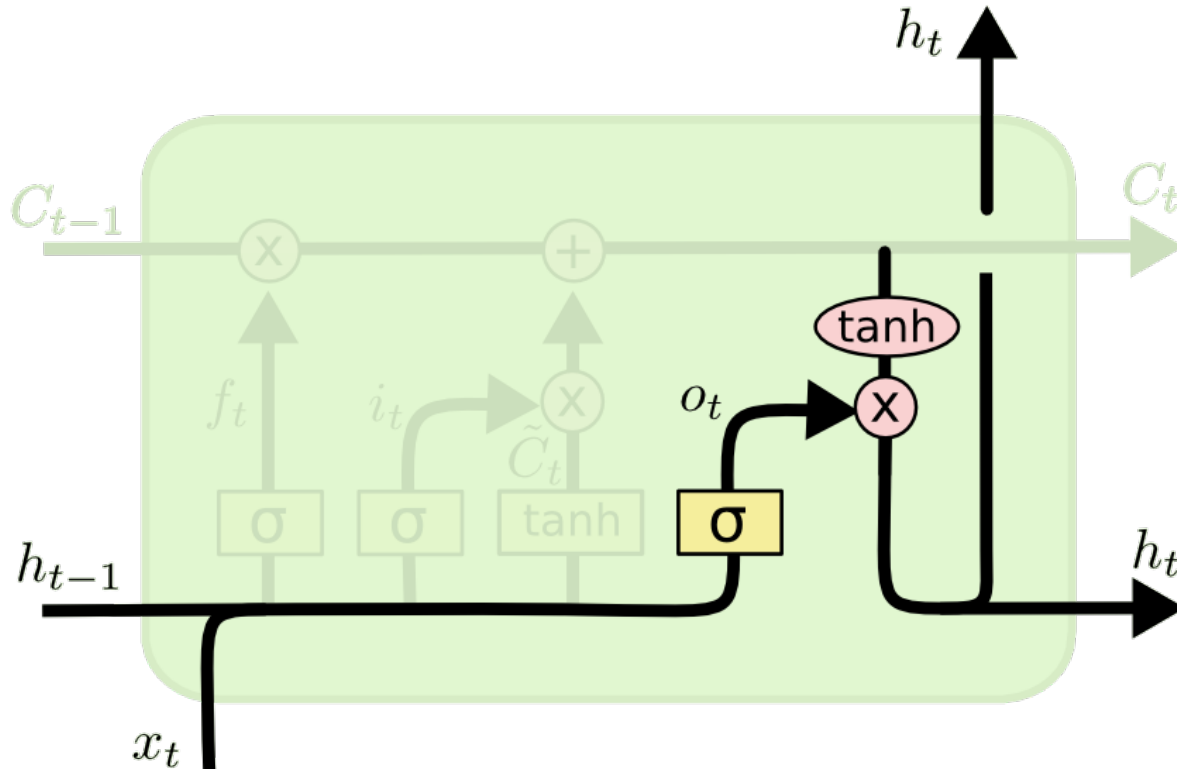 h_t
C_{t-1}
C_t
x
+
tanh
f_t
i_t
x
o_t
x
C̃_t
σ
σ
tanh
σ
h_{t-1}
h_t
x_t